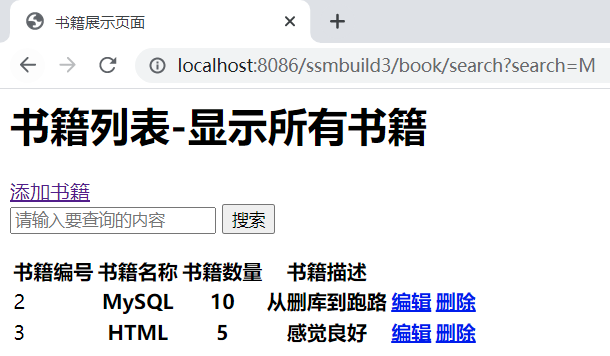 书籍展示页面
localhost:8086/ssmbuild3/book/search?search=M
书籍列表-显示所有书籍
添加书籍
请输入要查询的内容 搜索
书籍编号 书籍名称 书籍数量 书籍描述
2 MySQL 10 从删库到跑路 编辑 删除
3 HTML 5 感觉良好 编辑 删除